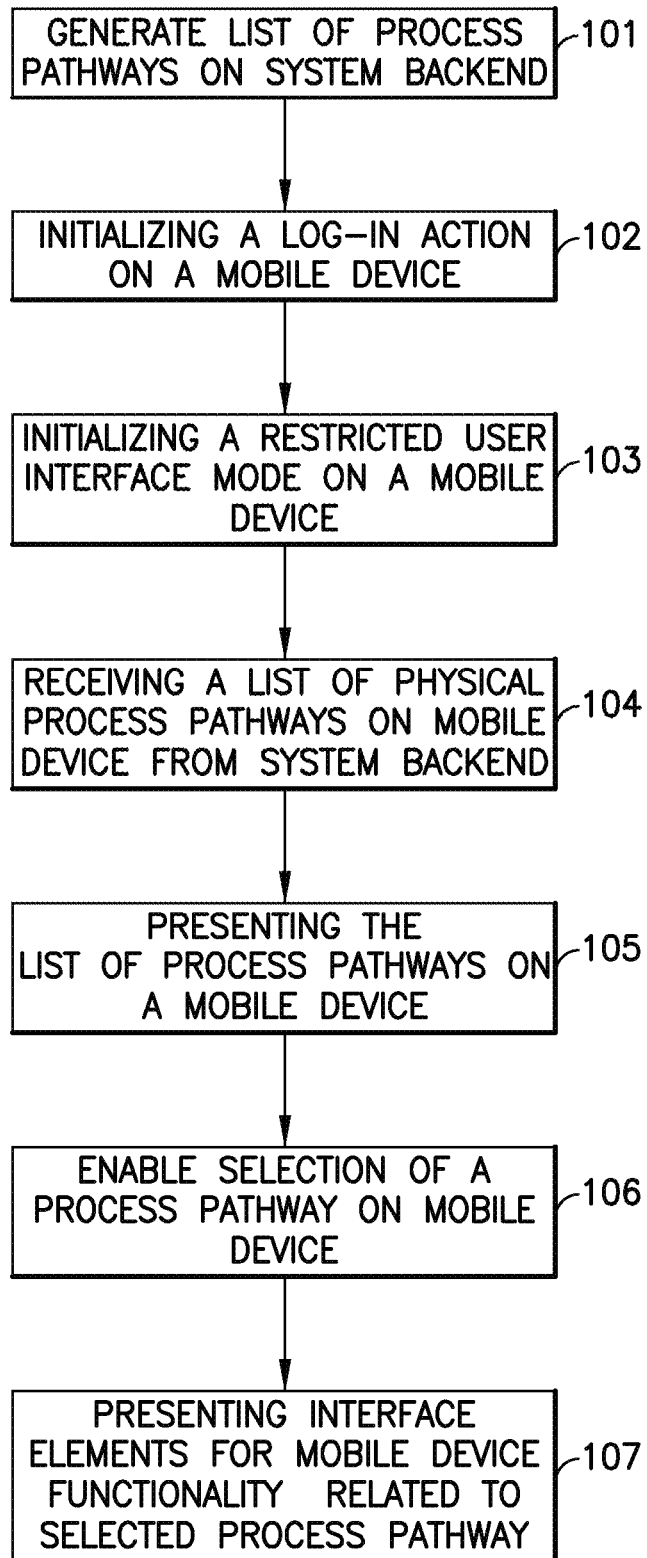 GENERATE LIST OF PROCESS
PATHWAYS ON SYSTEM BACKEND
101
INITIALIZING A LOG-IN ACTION
ON A MOBILE DEVICE
102
INITIALIZING A RESTRICTED USER
INTERFACE MODE ON A MOBILE
DEVICE
103
RECEIVING A LIST OF PHYSICAL
PROCESS PATHWAYS ON MOBILE
DEVICE FROM SYSTEM BACKEND
104
PRESENTING THE
LIST OF PROCESS PATHWAYS ON
A MOBILE DEVICE
105
ENABLE SELECTION OF A
PROCESS PATHWAY ON MOBILE
DEVICE
106
PRESENTING INTERFACE
ELEMENTS FOR MOBILE DEVICE
FUNCTIONALITY RELATED TO
SELECTED PROCESS PATHWAY
107